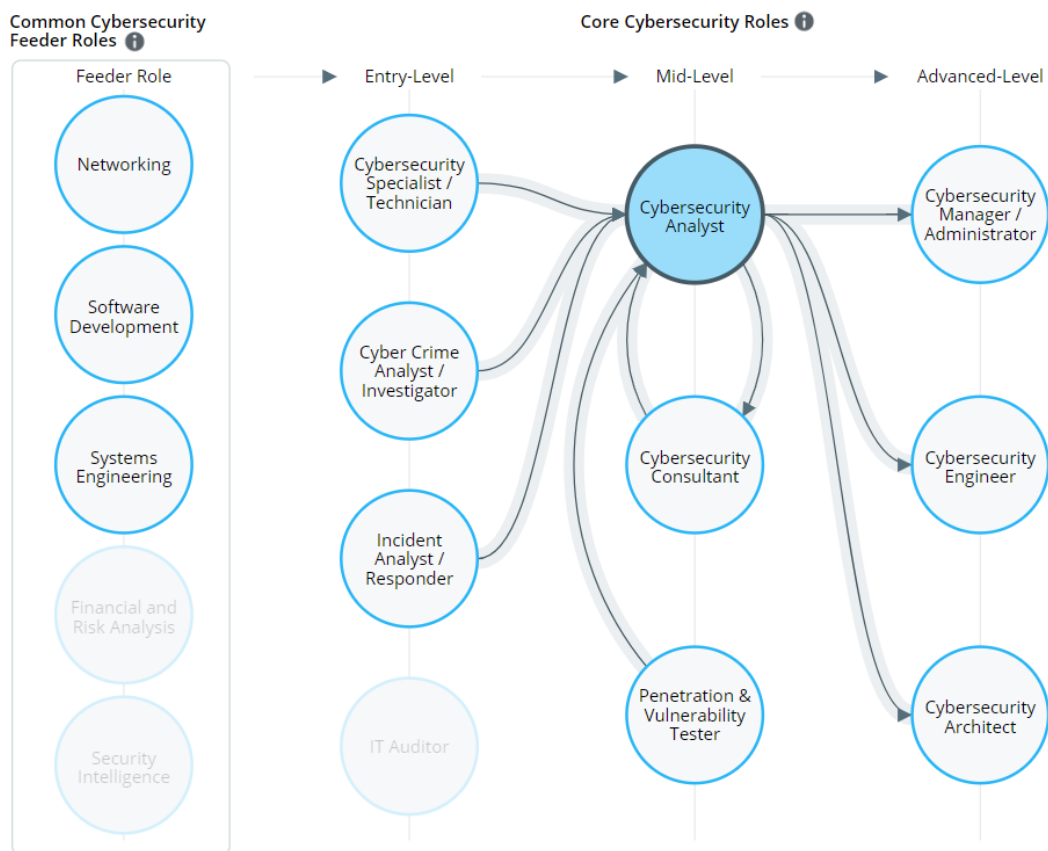 Common Cybersecurity
Feeder Roles
Core Cybersecurity Roles
Feeder Role
Entry-Level
Mid-Level
Advanced-Level
Networking
Software
Development
Systems
Engineering
Financial and
Risk Analysis
Security
Intelligence
Cybersecurity
Specialist /
Technician
Cyber Crime
Analyst /
Investigator
Incident
Analyst /
Responder
IT Auditor
Cybersecurity
Analyst
Cybersecurity
Consultant
Penetration &
Vulnerability
Tester
Cybersecurity
Manager /
Administrator
Cybersecurity
Engineer
Cybersecurity
Architect